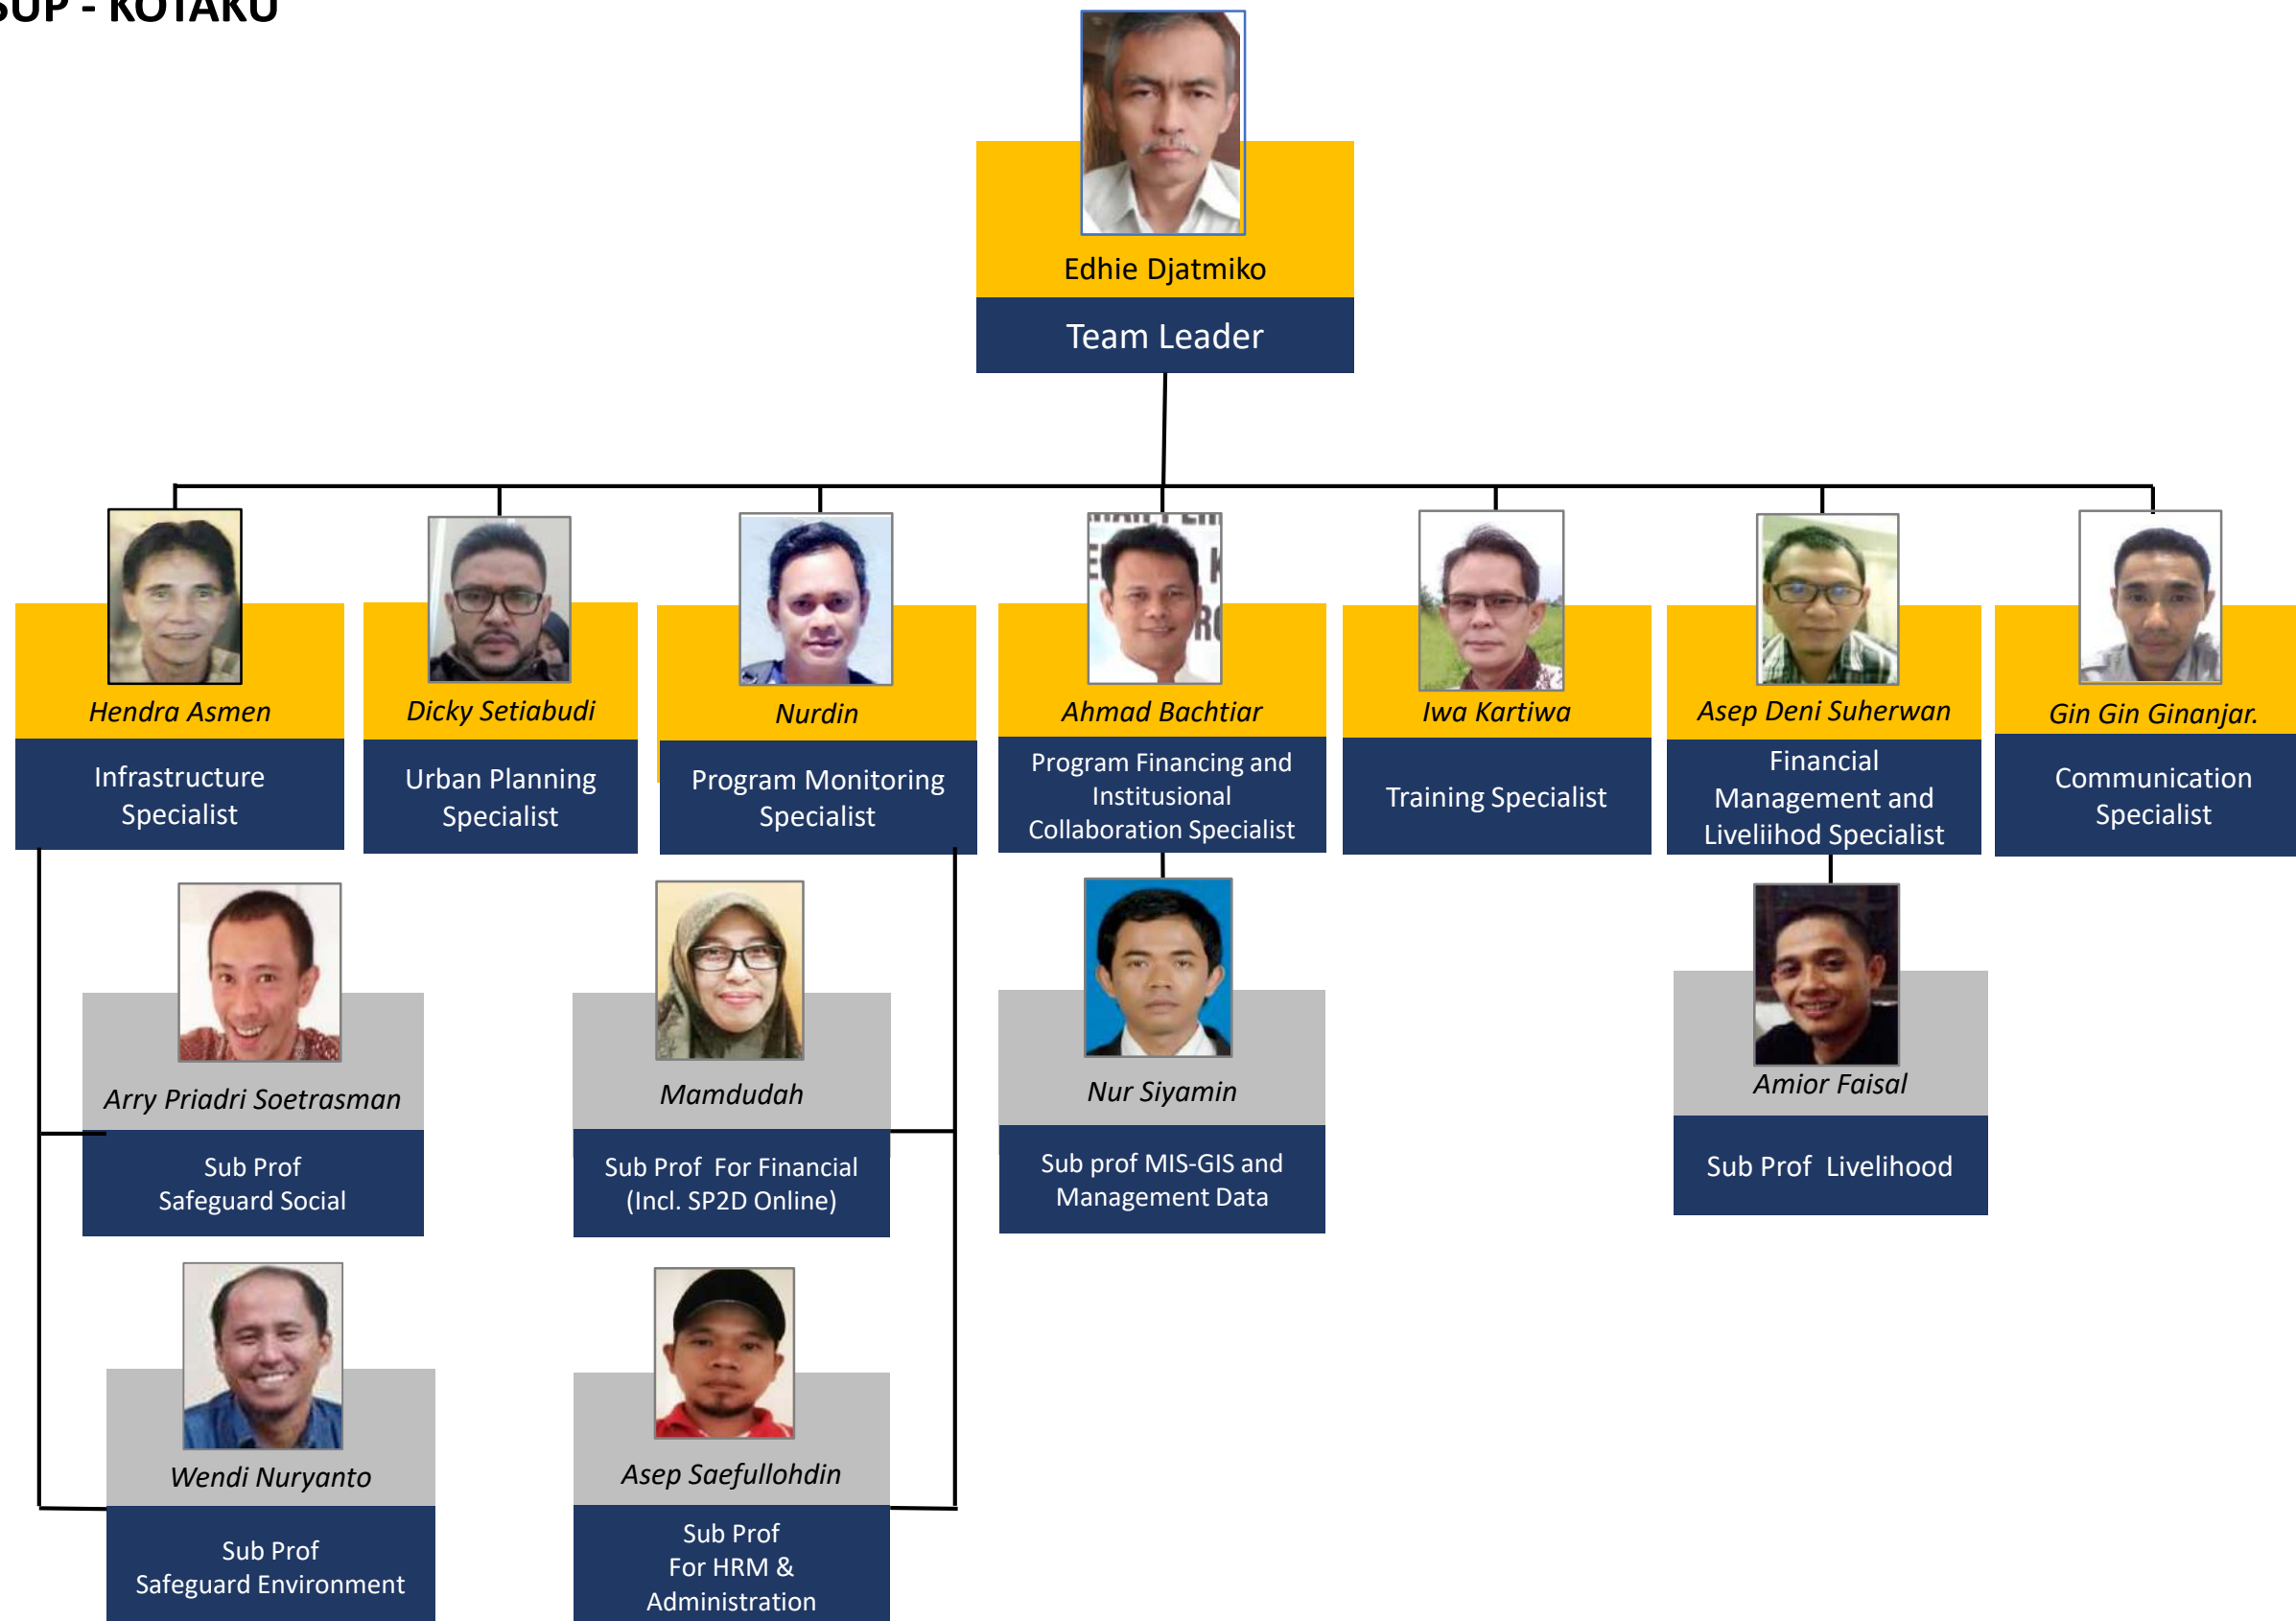 SUP - KOTAKU
Edhie Djatmiko
Team Leader
Hendra Asmen
Infrastructure
Specialist
Dicky Setiabudi
Urban Planning
Specialist
Nurdin
Program Monitoring
Specialist
Ahmad Bachtiar
Program Financing and
Institusional
Collaboration Specialist
Iwa Kartiwa
Training Specialist
Asep Deni Suherwan
Financial
Management and
Liveliihod Specialist
Gin Gin Ginanjar.
Communication
Specialist
Arry Priadri Soetrasman
Sub Prof
Safeguard Social
Mamdudah
Sub Prof For Financial
(Incl. SP2D Online)
Nur Siyamin
Sub prof MIS-GIS and
Management Data
Amior Faisal
Sub Prof Livelihood
Wendi Nuryanto
Sub Prof
Safeguard Environment
Asep Saefullohdin
Sub Prof
For HRM &
Administration